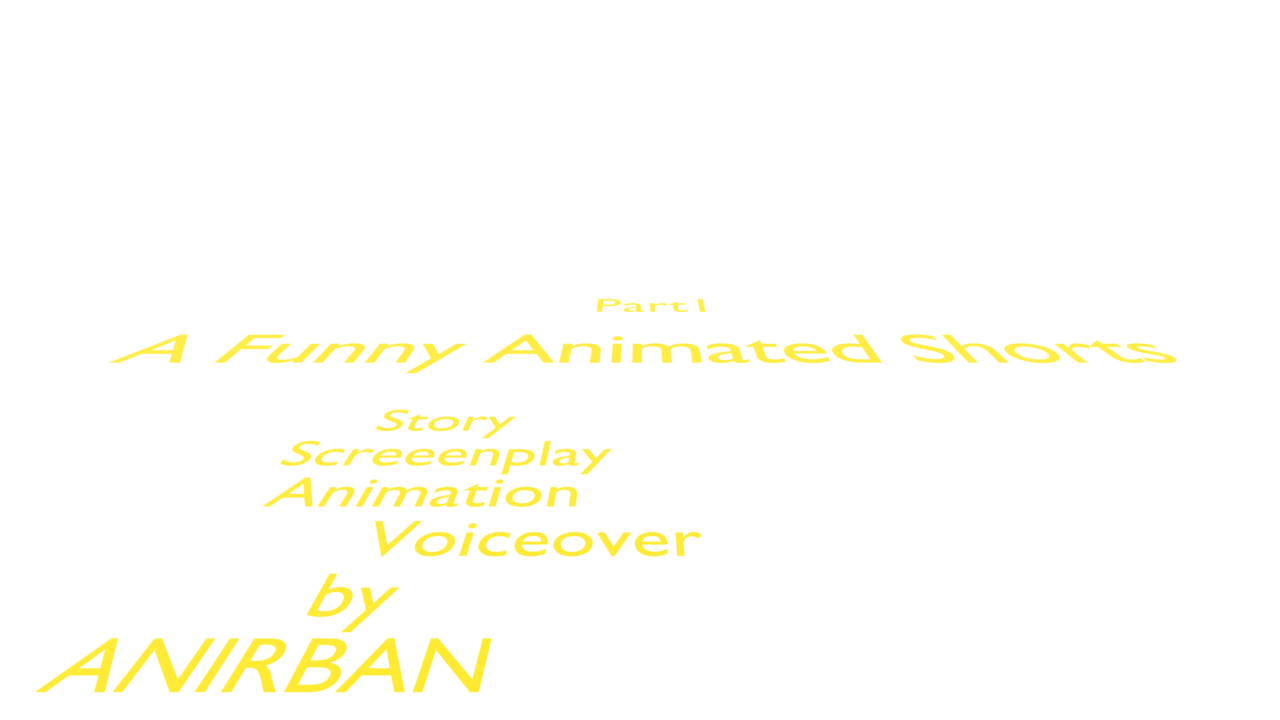 Part I
A Funny Animated Shorts
Story
Screeenplay
Animation
Voiceover
by
ANIRBAN